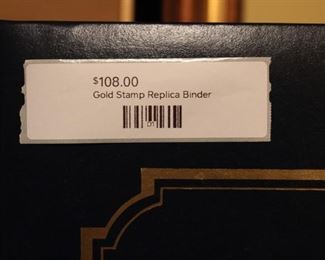 $108.00
Gold Stamp Replica Binder